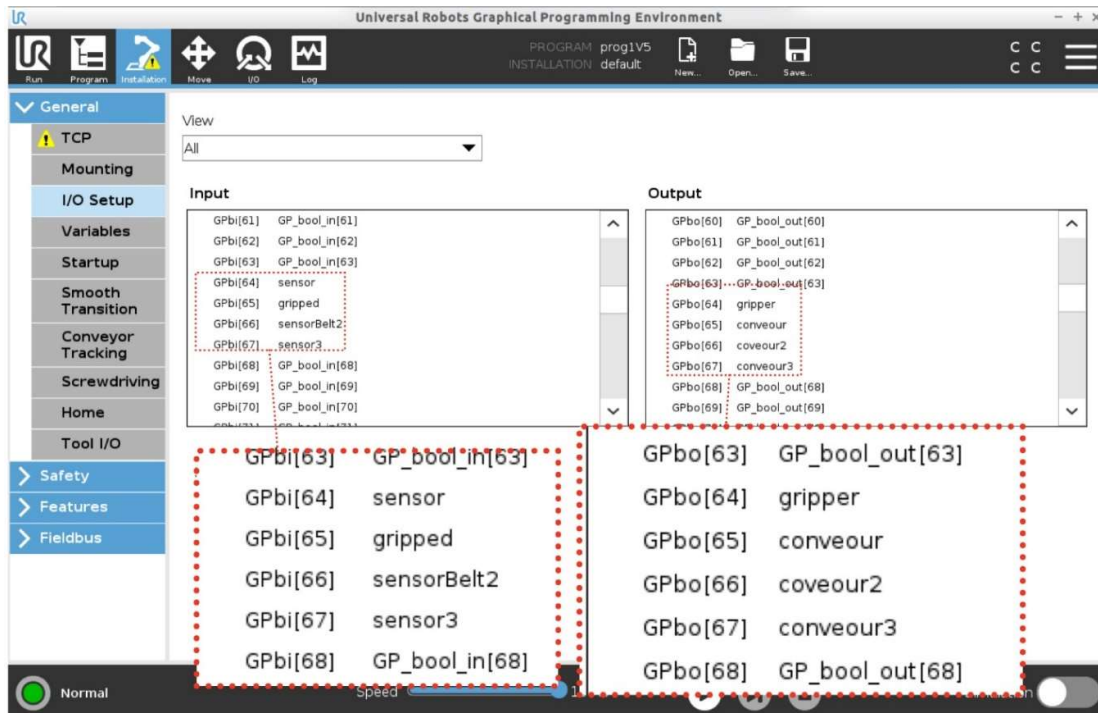 Universal Robots Graphical Programming Environment
UR
Run
Program
Installation
Move
I/O
Log
PROGRAM prog1V5
INSTALLATION default
New...
Open...
Save...
C C
C C
General
TCP
Mounting
I/O Setup
Variables
Startup
Smooth
Transition
Conveyor
Tracking
Screwdriving
Home
Tool I/O
Safety
Features
Fieldbus
View
All
Input
GPbi[61] GP_bool_in[61]
GPbi[62] GP_bool_in[62]
GPbi[63] GP_bool_in[63]
GPbi[64] sensor
GPbi[65] gripped
GPbi[66] sensorBelt2
GPbi[67] sensor3
GPbi[68] GP_bool_in[68]
GPbi[69] GP_bool_in[69]
GPbi[70] GP_bool_in[70]
Output
GPbo[60] GP_bool_out[60]
GPbo[61] GP_bool_out[61]
GPbo[62] GP_bool_out[62]
GPbo[63] GP_bool_out[63]
GPbo[64] gripper
GPbo[65] conveour
GPbo[66] coveour2
GPbo[67] conveour3
GPbo[68] GP_bool_out[68]
GPbo[69] GP_bool_out[69]
GPbi[63] GP_bool_in[63]
GPbi[64] sensor
GPbi[65] gripped
GPbi[66] sensorBelt2
GPbi[67] sensor3
GPbi[68] GP_bool_in[68]
GPbo[63] GP_bool_out[63]
GPbo[64] gripper
GPbo[65] conveour
GPbo[66] coveour2
GPbo[67] conveour3
GPbo[68] GP_bool_out[68]
Normal
Speed